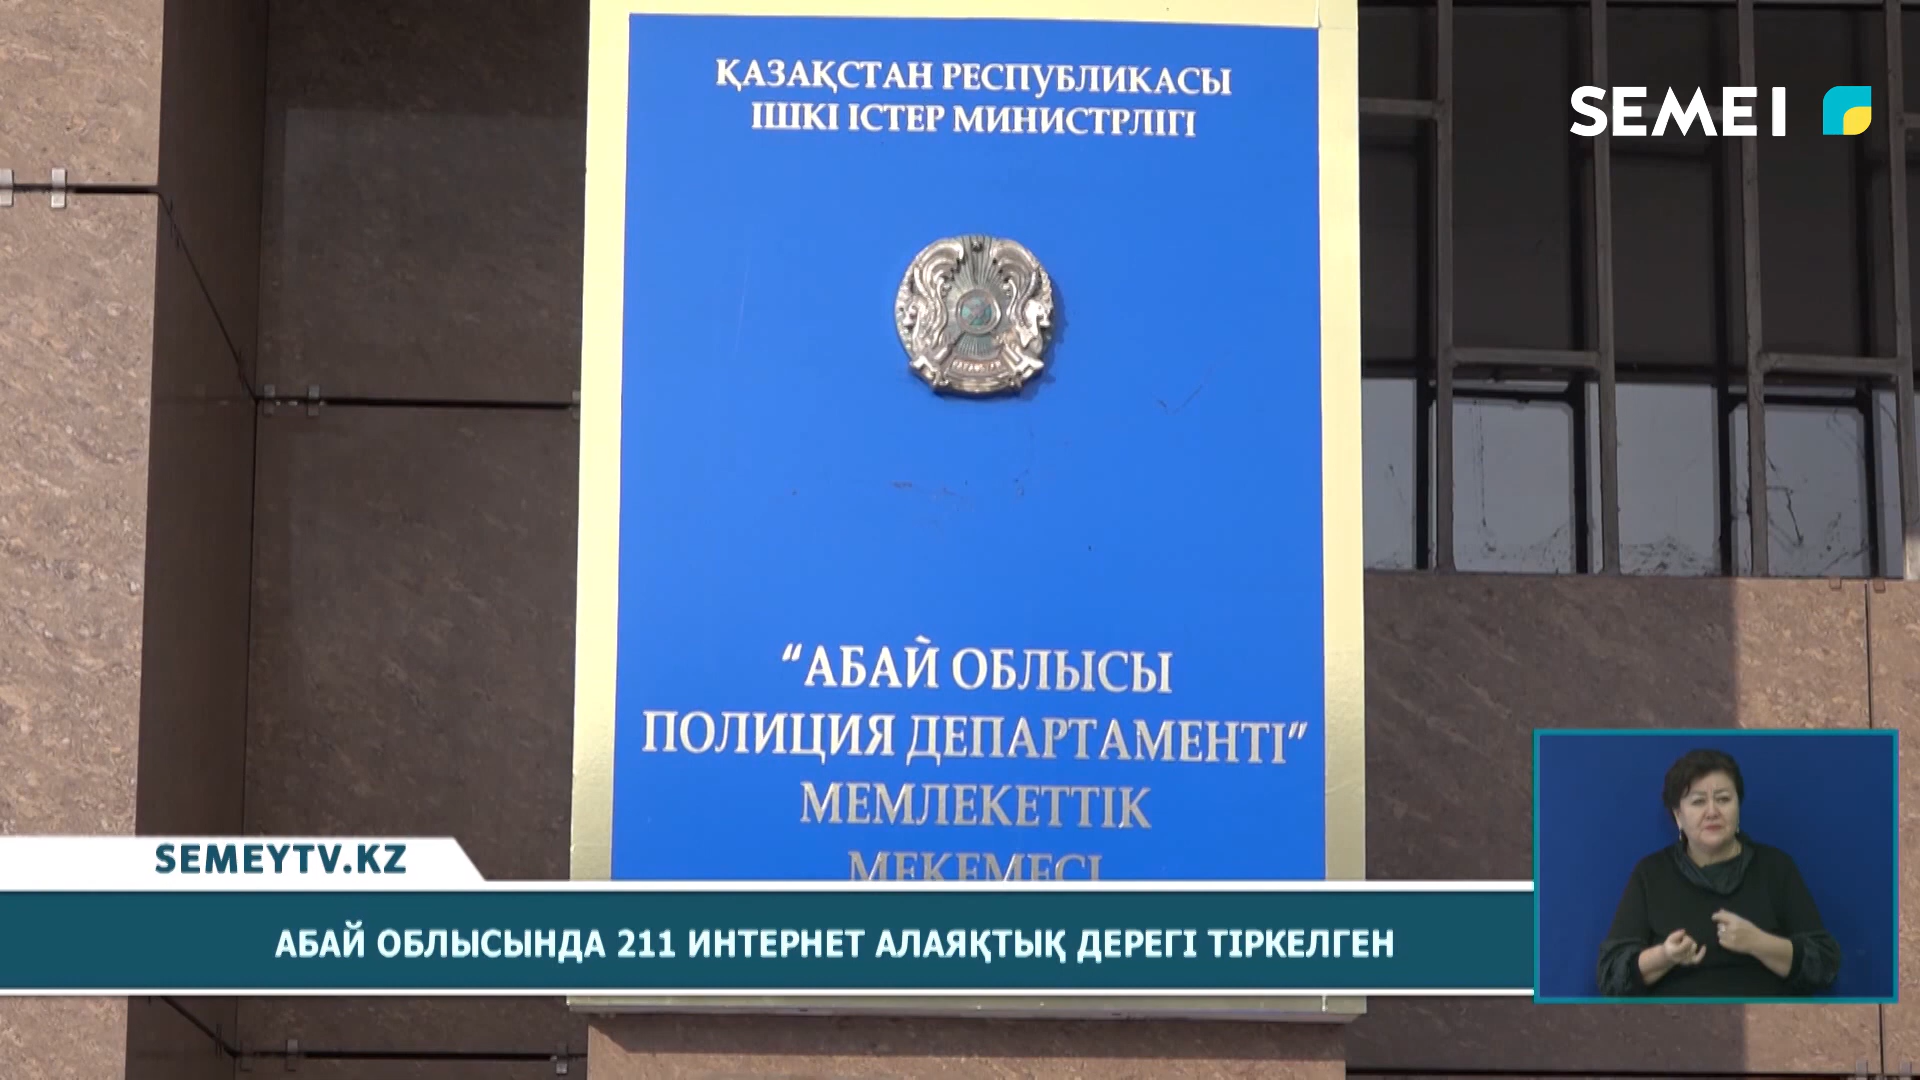 ҚАЗАҚСТАН РЕСПУБЛИКАСЫ
ІШКІ ІСТЕР МИНИСТРЛІГІ
SEMEI
“АБАЙ ОБЛЫСЫ
ПОЛИЦИЯ ДЕПАРТАМЕНТІ”
МЕМЛЕКЕТТІК
МЕКЕМЕСІ
SEMEYTV.KZ
АБАЙ ОБЛЫСЫНДА 211 ИНТЕРНЕТ АЛАЯҚТЫҚ ДЕРЕГІ ТІРКЕЛГЕН